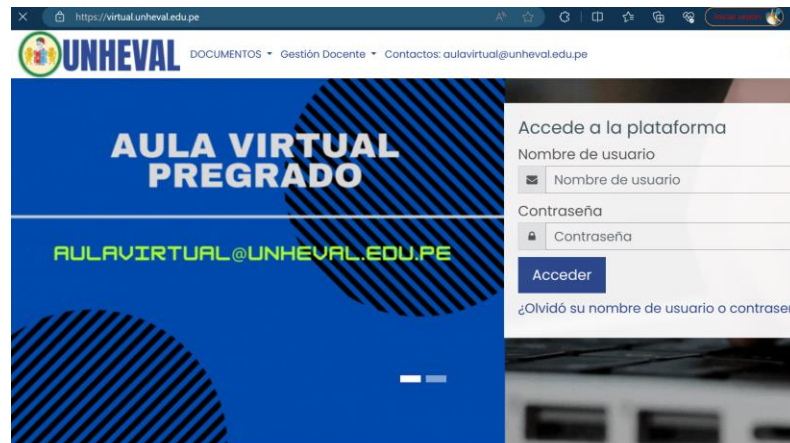 https://virtual.unheval.edu.pe
UNHEVAL
DOCUMENTOS Gestión Docente Contactos: aulavirtual@unheval.edu.pe
AULA VIRTUAL
PREGRADO
AULAVIRTUAL@UNHEVAL.EDU.PE
Accede a la plataforma
Nombre de usuario
Nombre de usuario
Contraseña
Contraseña
Acceder
¿Olvidó su nombre de usuario o contraseñ